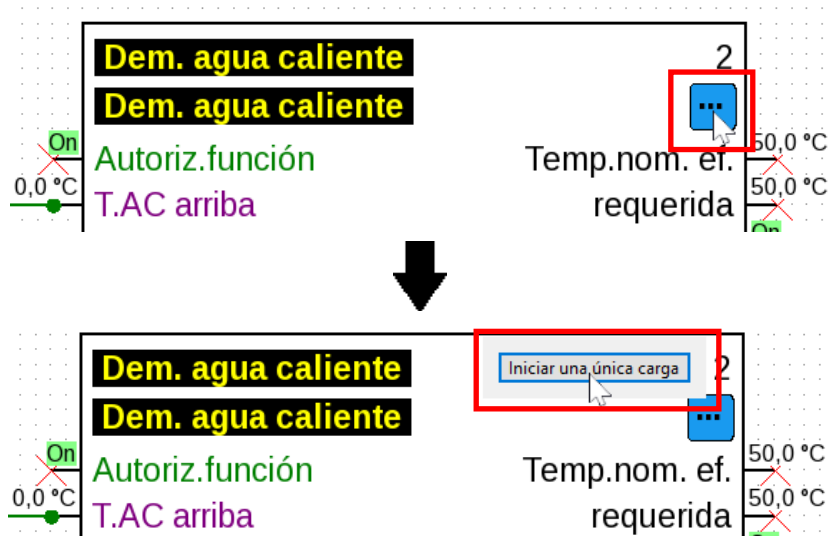 Dem. agua caliente 2
Dem. agua caliente ...
On Autoriz.función Temp.nom. ef. 50,0 °C
0,0 °C T.AC arriba requerida 50,0 °C
On
Dem. agua caliente Iniciar una única carga 2
Dem. agua caliente ...
On Autoriz.función Temp.nom. ef. 50,0 °C
0,0 °C T.AC arriba requerida 50,0 °C